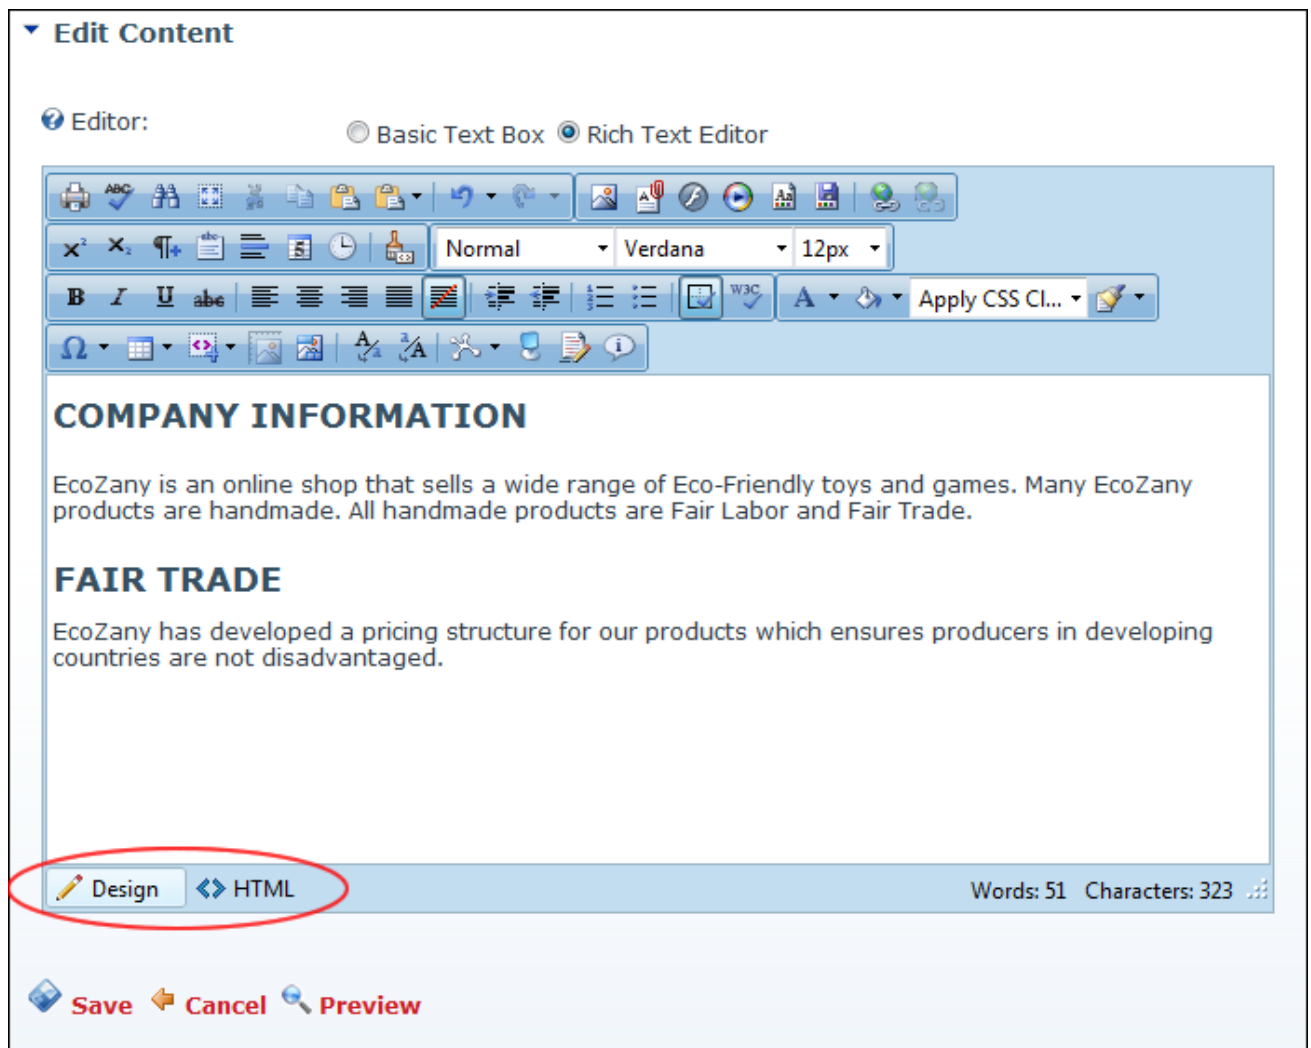 Edit Content
Editor:
Basic Text Box Rich Text Editor
ABC
Normal Verdana 12px
B I U abc W3C A Apply CSS Cl...
COMPANY INFORMATION
EcoZany is an online shop that sells a wide range of Eco-Friendly toys and games. Many EcoZany
products are handmade. All handmade products are Fair Labor and Fair Trade.
FAIR TRADE
EcoZany has developed a pricing structure for our products which ensures producers in developing
countries are not disadvantaged.
Design HTML Words: 51 Characters: 323
Save Cancel Preview